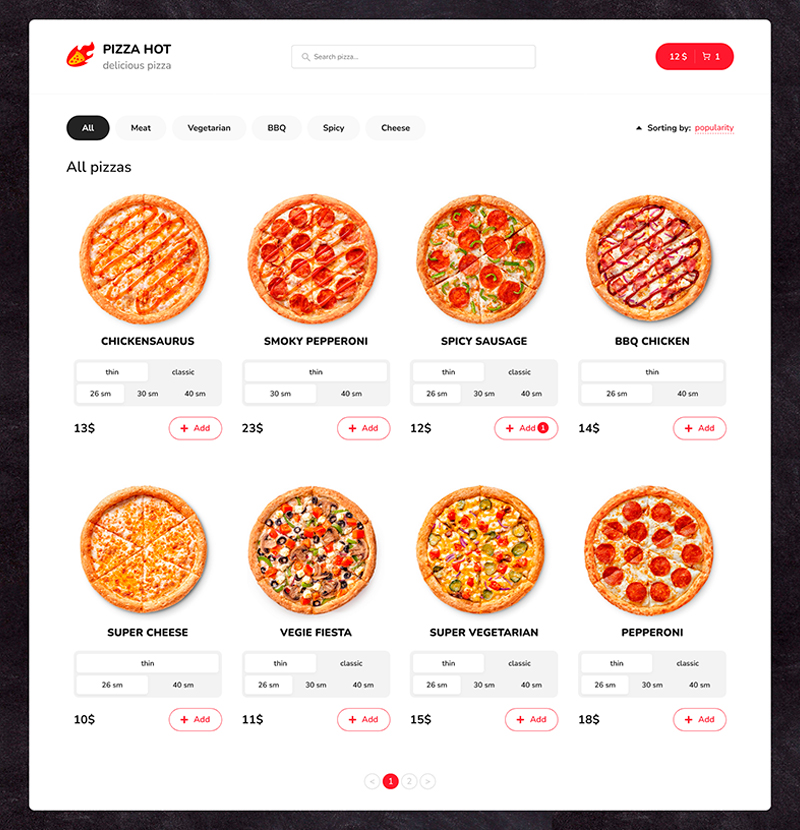 PIZZA HOT
delicious pizza
Search pizza...
12 $ 1
All Meat Vegetarian BBQ Spicy Cheese
Sorting by: popularity
All pizzas
CHICKENSAURUS SMOKY PEPPERONI SPICY SAUSAGE BBQ CHICKEN
thin classic thin thin classic thin
26 sm 30 sm 40 sm 30 sm 40 sm 26 sm 30 sm 40 sm 26 sm 40 sm
13$ + Add 23$ + Add 12$ + Add 1 14$ + Add
SUPER CHEESE VEGIE FIESTA SUPER VEGETARIAN PEPPERONI
thin thin classic thin classic thin classic
26 sm 40 sm 26 sm 30 sm 40 sm 26 sm 30 sm 40 sm 26 sm 30 sm 40 sm
10$ + Add 11$ + Add 15$ + Add 18$ + Add
< 1 2 >